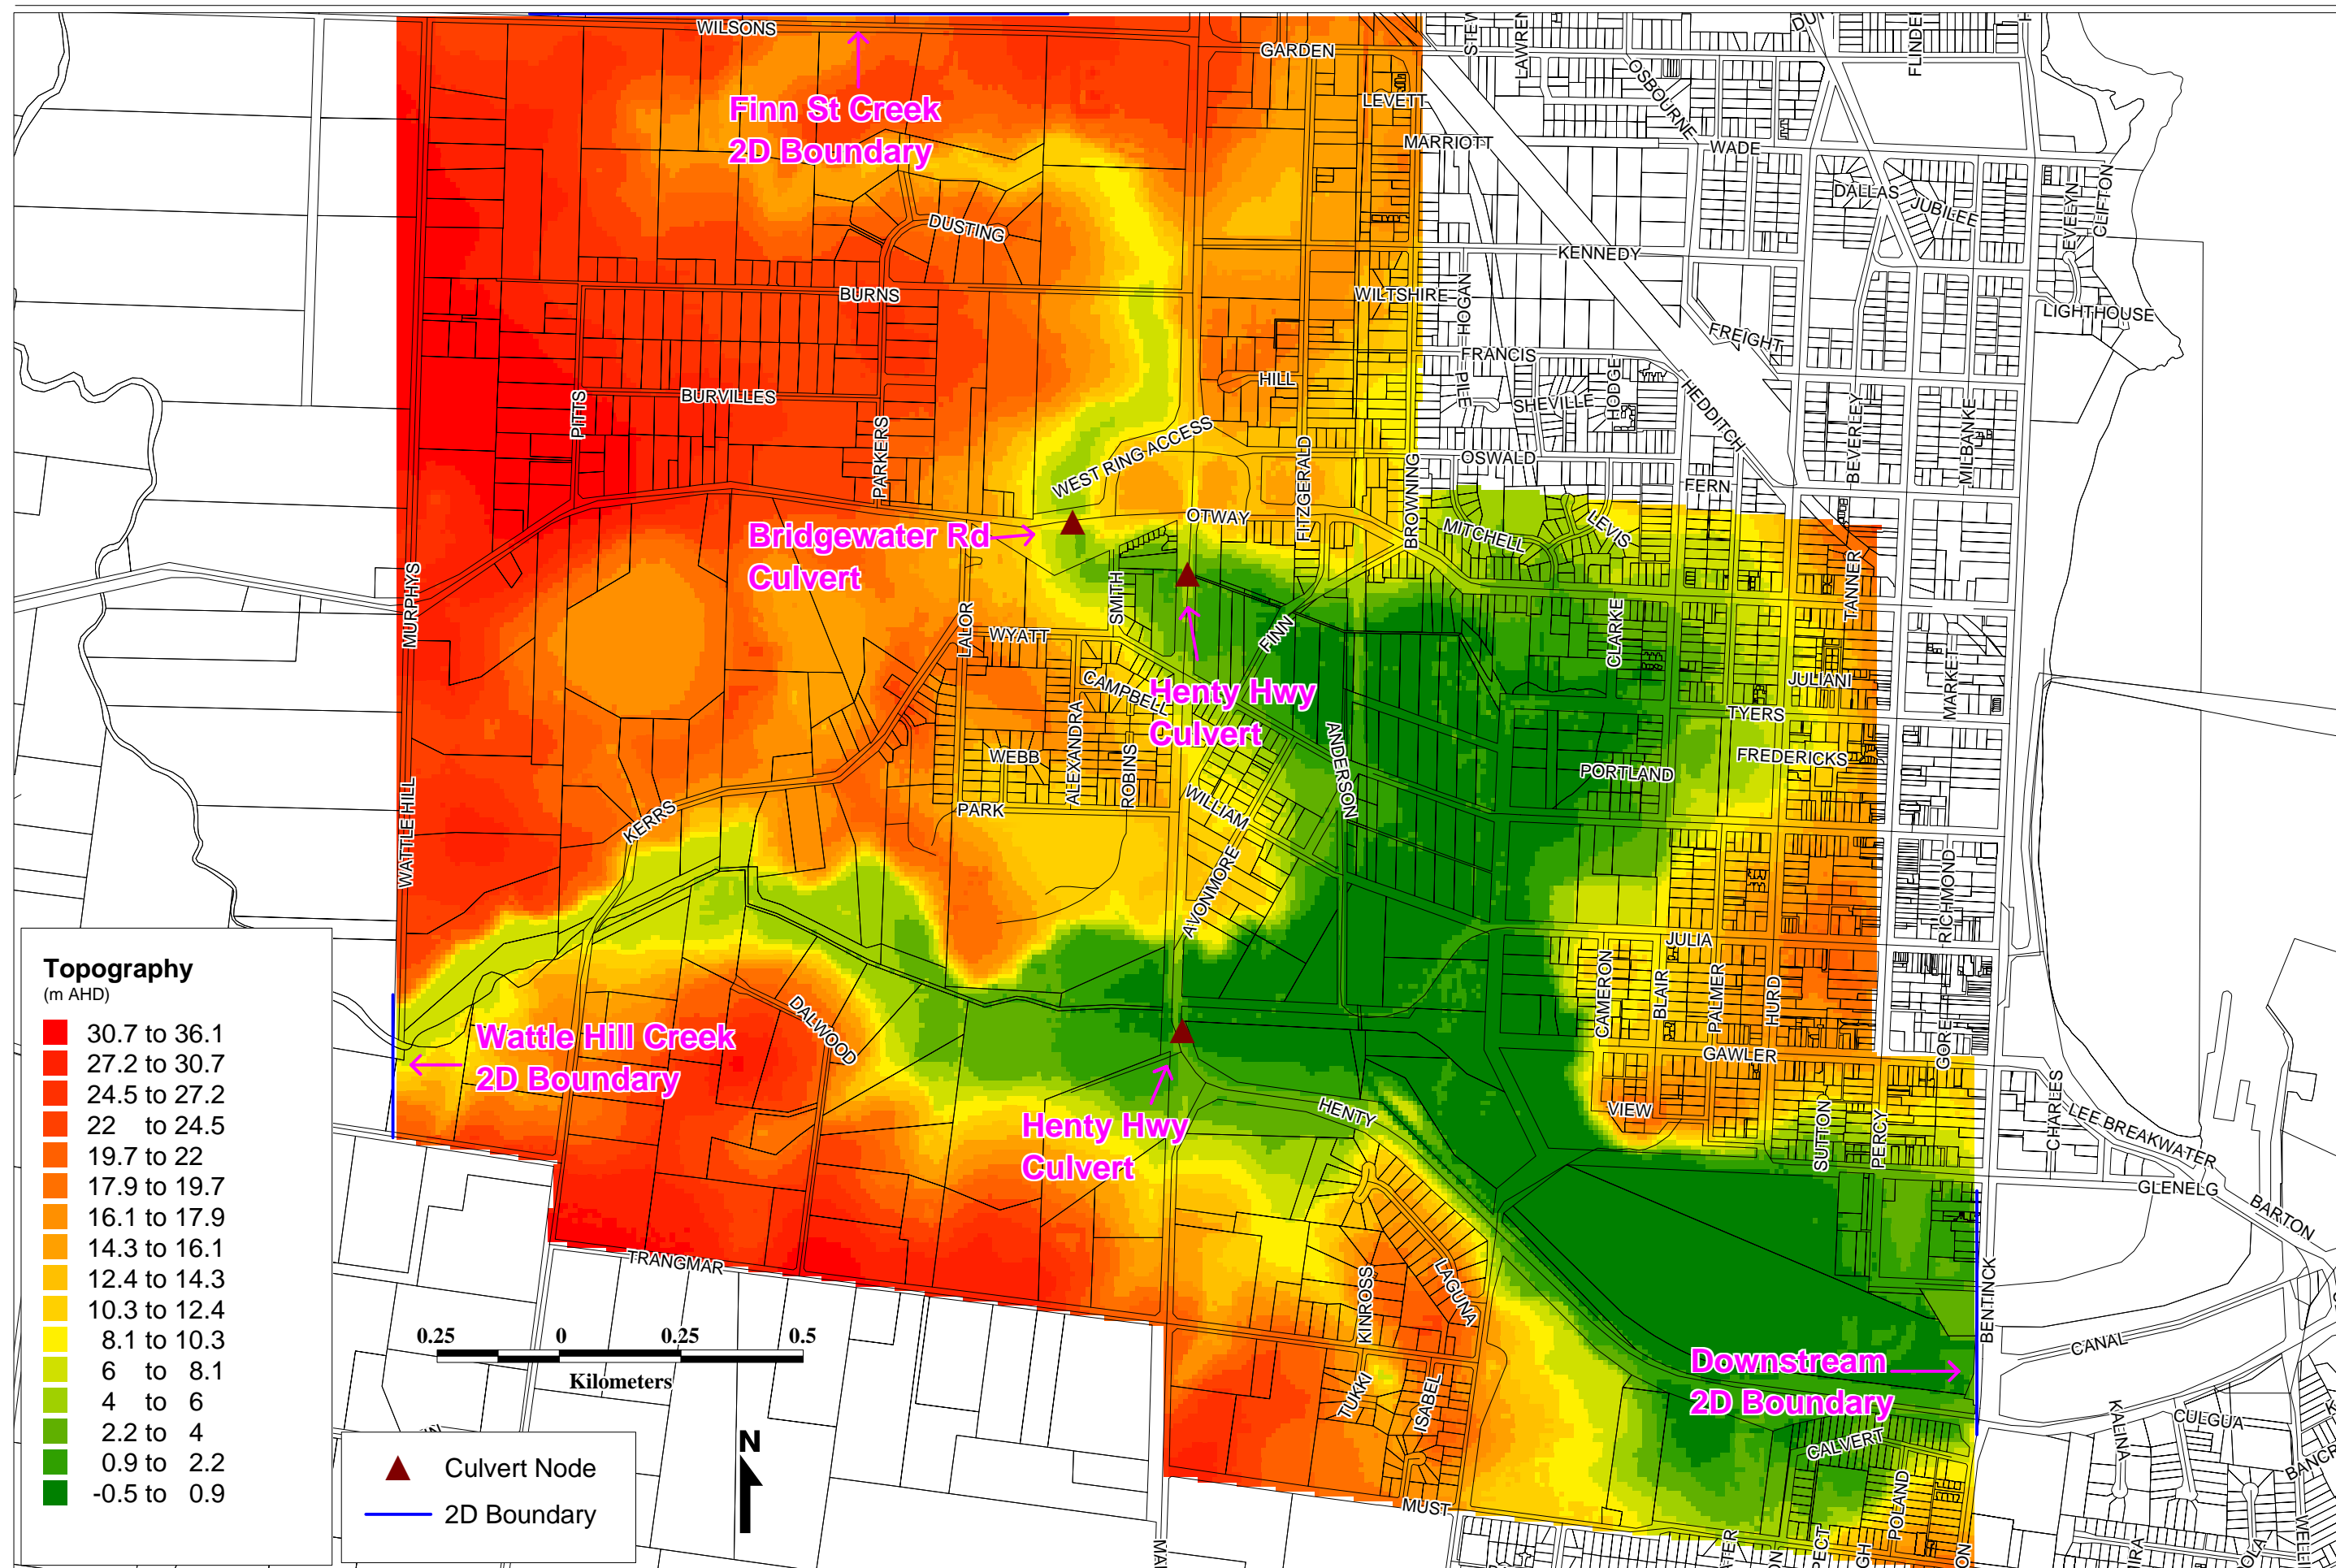 WILSONS
GARDEN
LAWREN
OSBOURNE
FLINDE
Finn St Creek
2D Boundary
LEVETT
MARRIOTT
WADE
DALLAS
JUBILEE
EVELYN
CLIFTON
DUSTING
KENNEDY
BURNS
WILTSHIRE
HOGAN
LIGHTHOUSE
FREIGHT
FRANCIS
HILL
PILE
HODGE
HEDDITCH
BURVILLES
PITTS
SHEVILLE
BEVERLEY
MILBANKE
PARKERS
WEST RING ACCESS
FITZGERALD
BROWNING
OSWALD
FERN
OTWAY
MITCHELL
LEVIS
Bridgewater Rd
Culvert
TANNER
MURPHYS
SMITH
LALOR
WYATT
FINN
CLARKE
CAMPBELL
Henty Hwy
Culvert
JULIANI
MARKET
TYERS
ALEXANDRA
ROBINS
WEBB
ANDERSON
FREDERICKS
PORTLAND
PARK
WILLIAM
KERRS
WATTLE HILL
AVONMORE
RICHMOND
JULIA
CAMERON
BLAIR
PALMER
HURD
GORE
DALWOOD
Wattle Hill Creek
2D Boundary
GAWLER
VIEW
HENTY
Henty Hwy
Culvert
SUTTON
PERCY
CHARLES
LEE BREAKWATER
GLENELG
BARTON
TRANGMAR
KINROSS
LAGUNA
BENTINCK
CANAL
Downstream
2D Boundary
TUKKI
ISABEL
CALVERT
KALINA
CULGUA
BANCR
POLAND
MUST
Topography
(m AHD)
30.7 to 36.1
27.2 to 30.7
24.5 to 27.2
22 to 24.5
19.7 to 22
17.9 to 19.7
16.1 to 17.9
14.3 to 16.1
12.4 to 14.3
10.3 to 12.4
8.1 to 10.3
6 to 8.1
4 to 6
2.2 to 4
0.9 to 2.2
-0.5 to 0.9
0.25 0 0.25 0.5
Kilometers
N
Culvert Node
2D Boundary